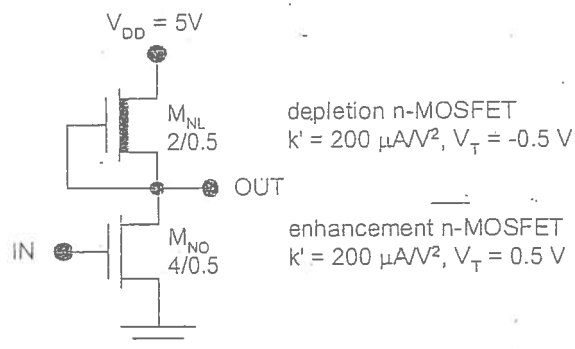 V_DD = 5V
M_NL
2/0.5
depletion n-MOSFET
k' = 200 μA/V², V_T = -0.5 V
OUT
IN
M_NO
4/0.5
enhancement n-MOSFET
k' = 200 μA/V², V_T = 0.5 V